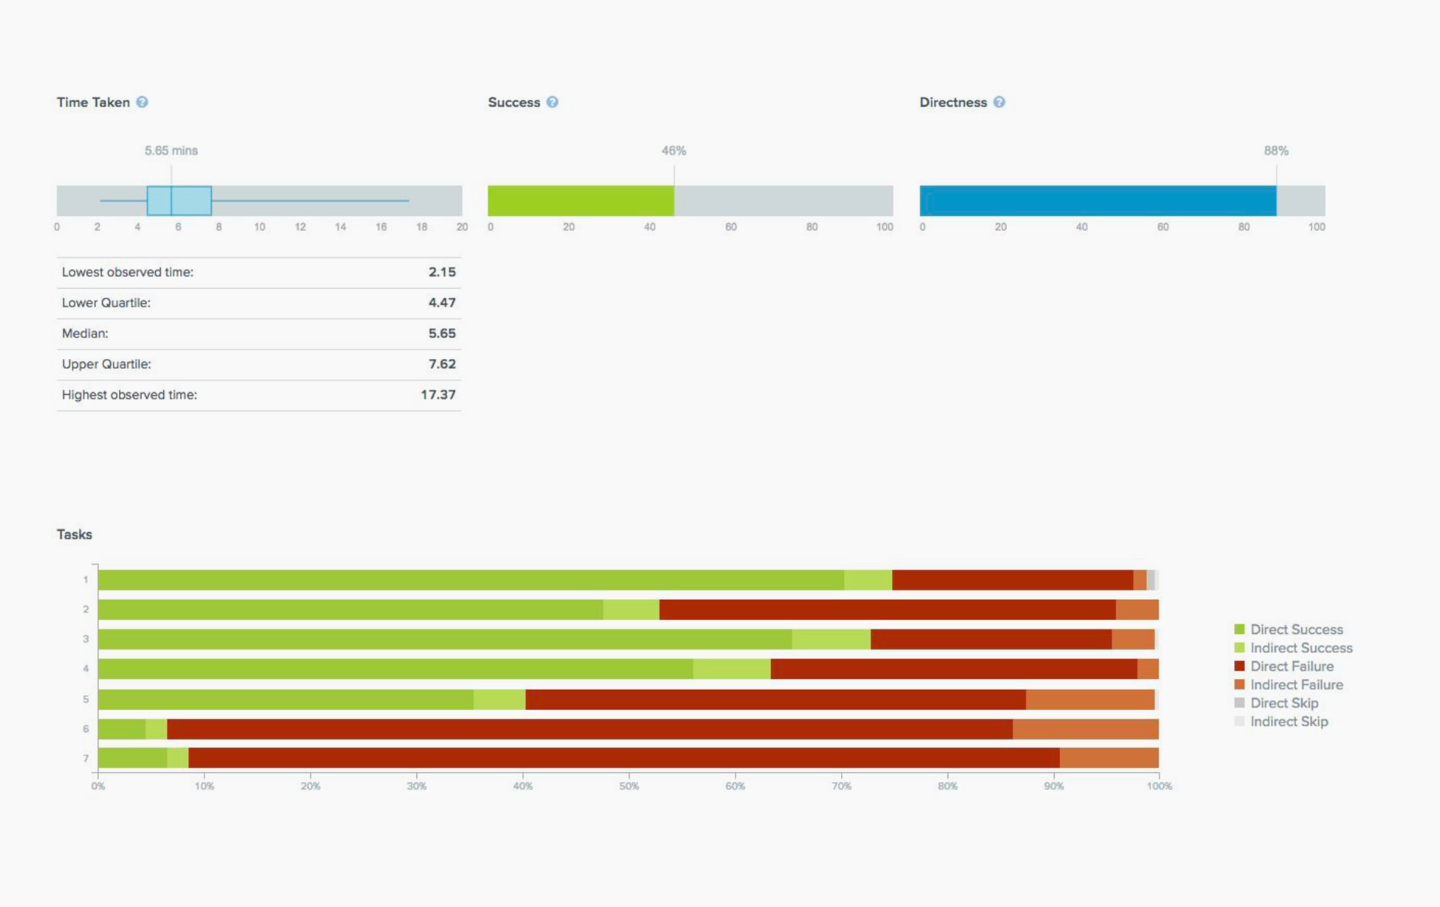 Time Taken ?
Success ?
Directness ?
5.65 mins
46%
88%
0 2 4 6 8 10 12 14 16 18 20
0 20 40 60 80 100
0 20 40 60 80 100
Lowest observed time: 2.15
Lower Quartile: 4.47
Median: 5.65
Upper Quartile: 7.62
Highest observed time: 17.37
Tasks
1
2
3
4
5
6
7
0% 10% 20% 30% 40% 50% 60% 70% 80% 90% 100%
Direct Success
Indirect Success
Direct Failure
Indirect Failure
Direct Skip
Indirect Skip